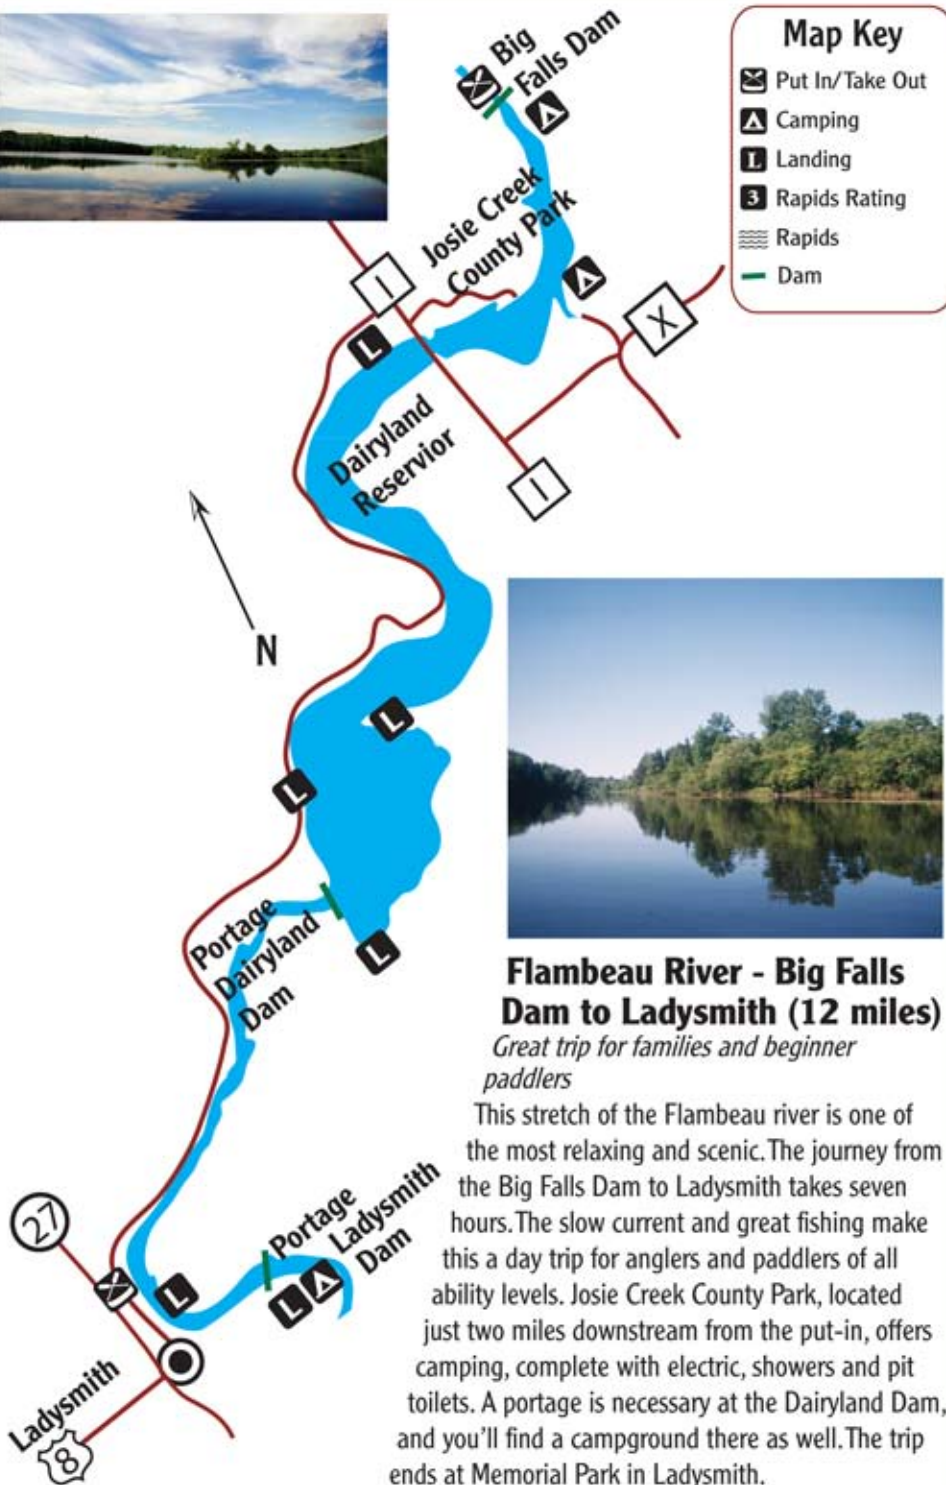 Big
Falls Dam
Map Key
Put In/Take Out
Camping
L Landing
3 Rapids Rating
Rapids
Dam
Josie Creek
County Park
I
X
L
Dairyland
Reservior
I
N
L
L
Portage
Dairyland
Dam
L
Flambeau River - Big Falls
Dam to Ladysmith (12 miles)
Great trip for families and beginner
paddlers
This stretch of the Flambeau river is one of
the most relaxing and scenic. The journey from
the Big Falls Dam to Ladysmith takes seven
hours. The slow current and great fishing make
this a day trip for anglers and paddlers of all
ability levels. Josie Creek County Park, located
just two miles downstream from the put-in, offers
camping, complete with electric, showers and pit
toilets. A portage is necessary at the Dairyland Dam,
and you'll find a campground there as well. The trip
ends at Memorial Park in Ladysmith.
27
Portage
Ladysmith
Dam
L
L
Ladysmith
8